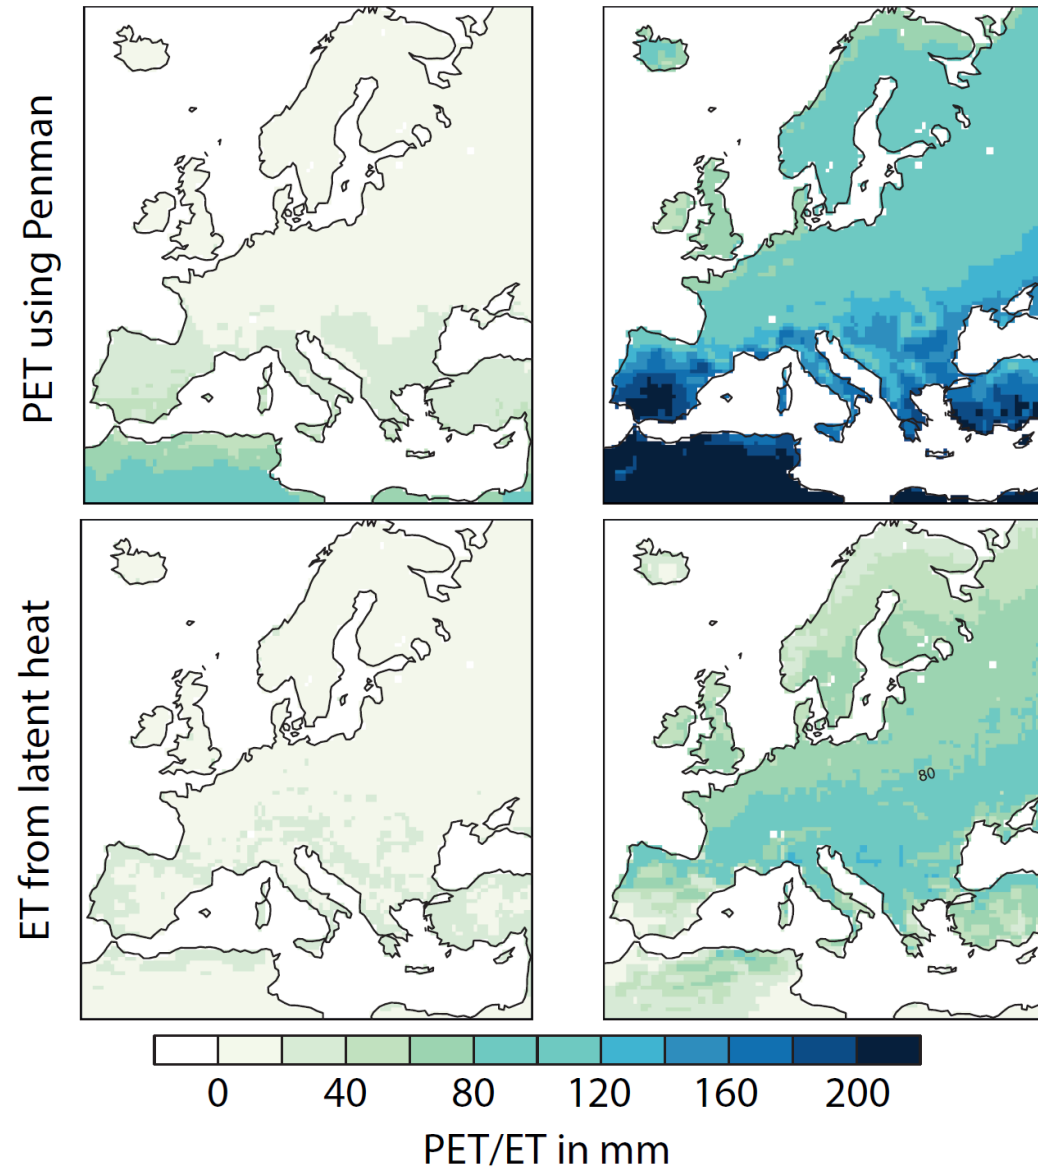 PET using Penman
ET from latent heat
80
0 40 80 120 160 200
PET/ET in mm